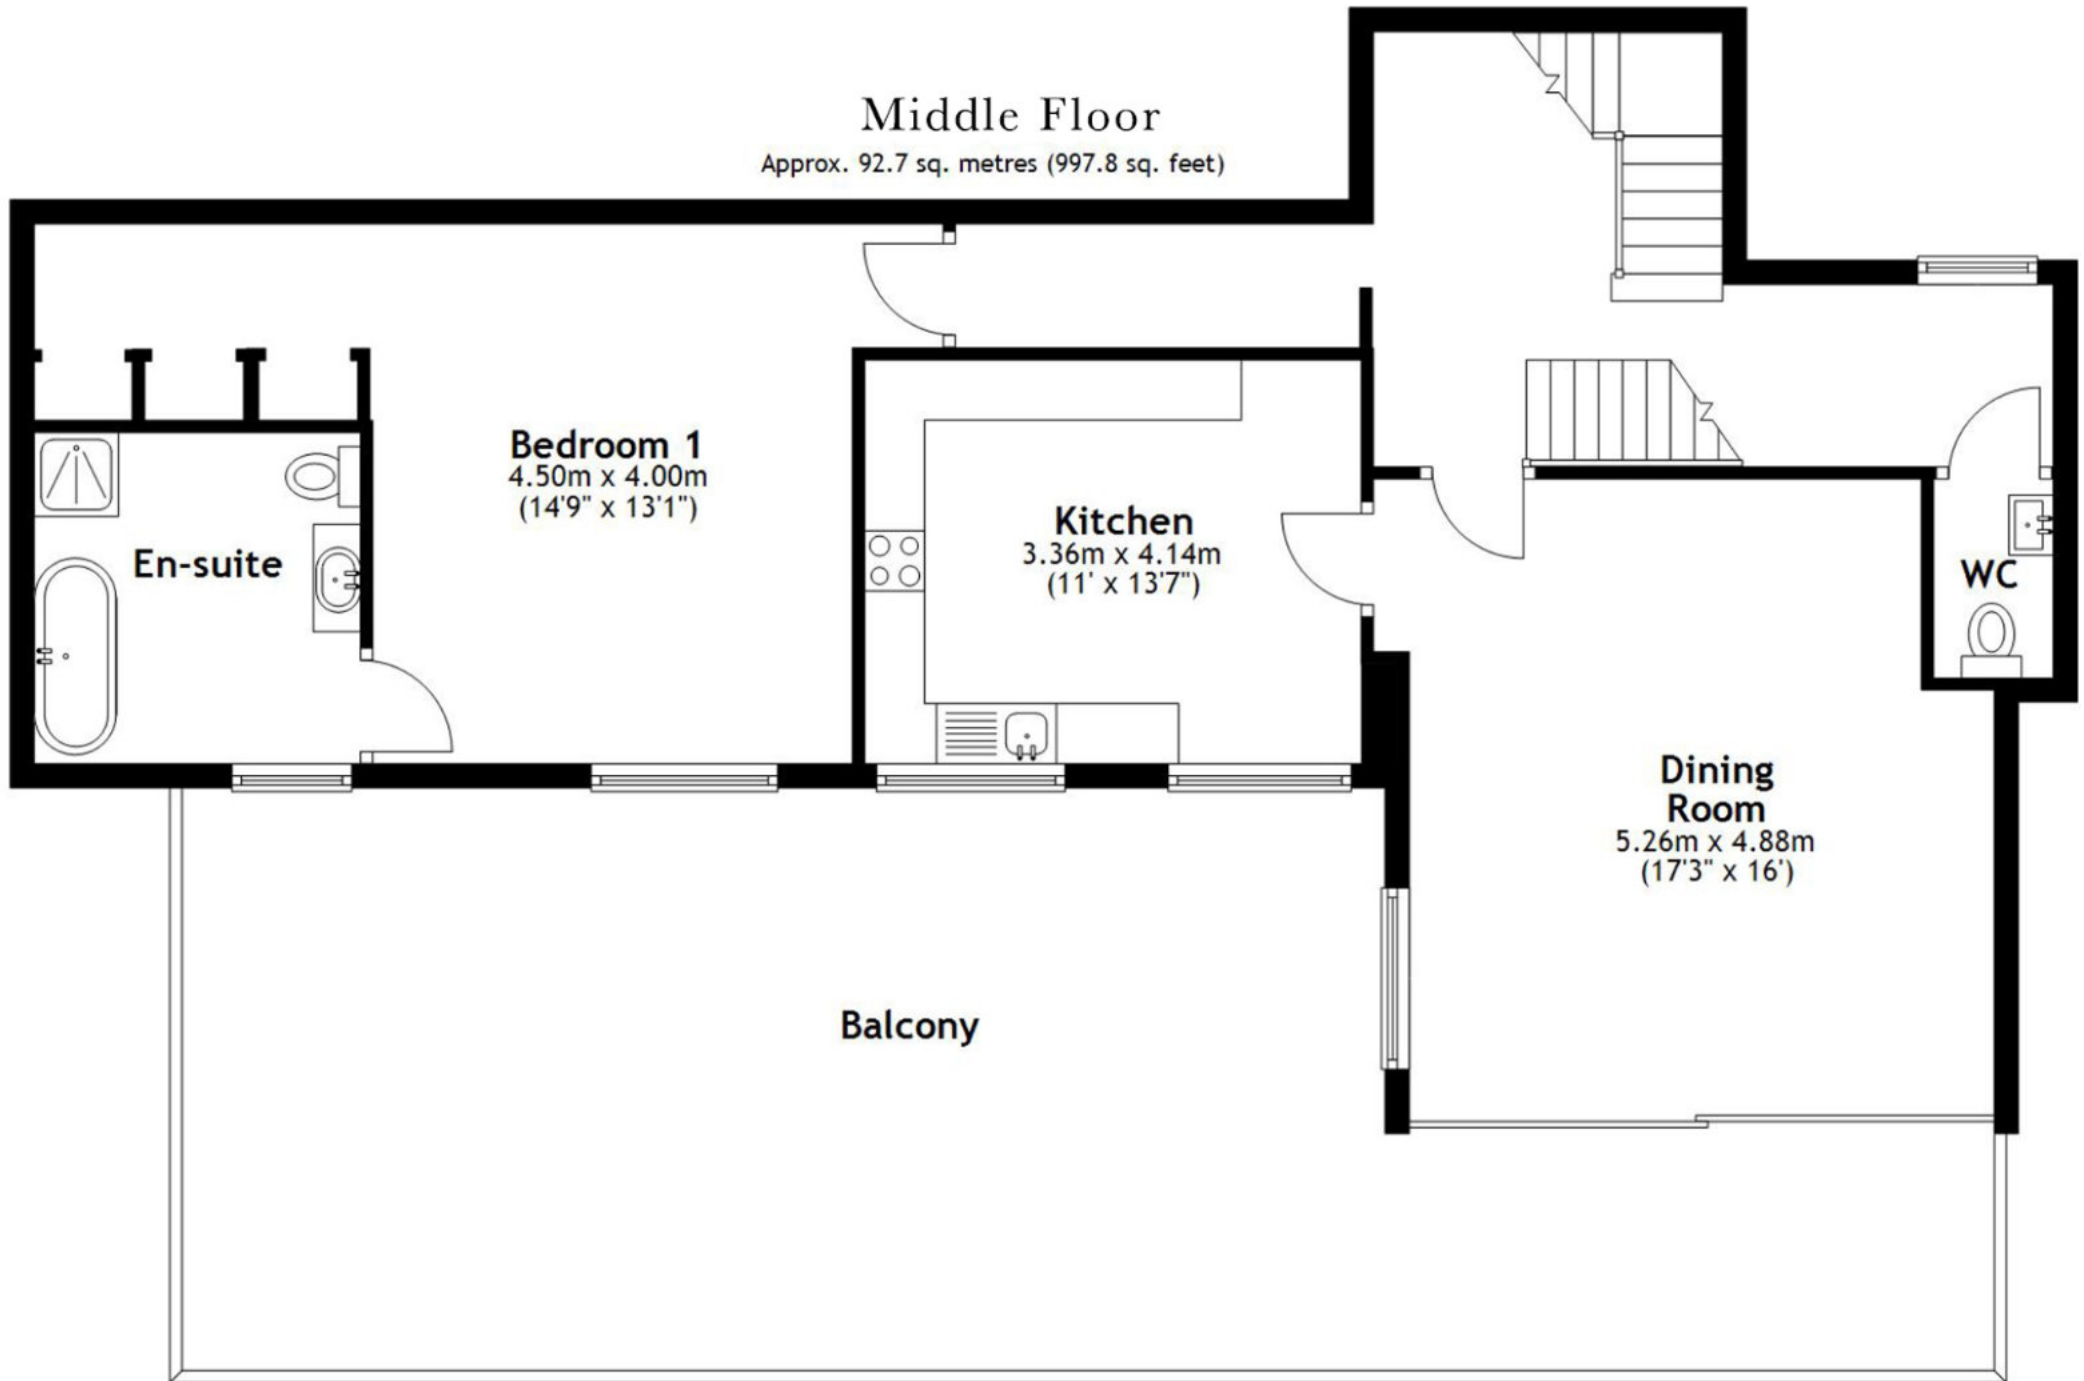 Middle Floor
Approx. 92.7 sq. metres (997.8 sq. feet)
Bedroom 1
4.50m x 4.00m
(14'9" x 13'1")
En-suite
Kitchen
3.36m x 4.14m
(11' x 13'7")
WC
Dining
Room
5.26m x 4.88m
(17'3" x 16')
Balcony